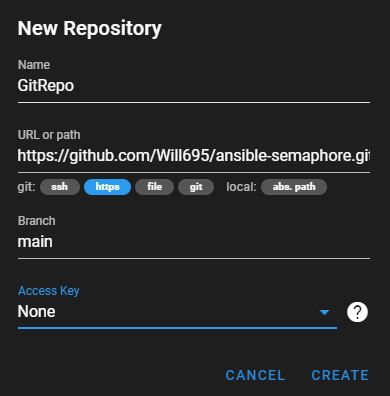 New Repository
Name
GitRepo
URL or path
https://github.com/Will695/ansible-semaphore.git
git: ssh https file git local: abs. path
Branch
main
Access Key
None
?
CANCEL CREATE